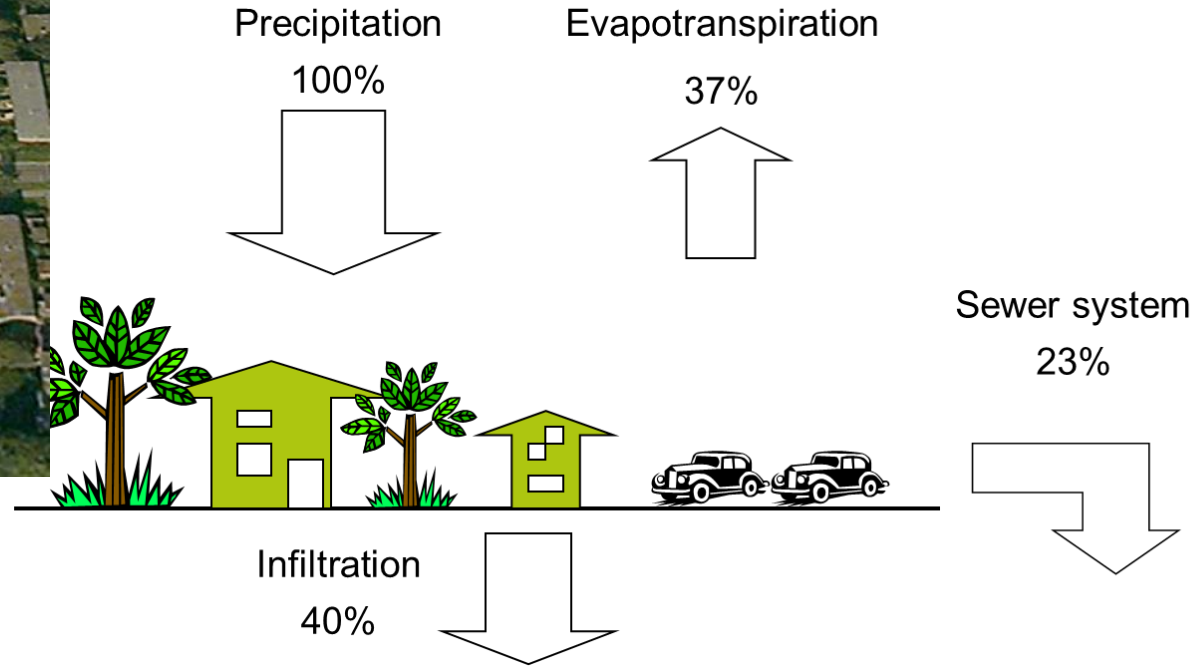 Precipitation
100%
Evapotranspiration
37%
Sewer system
23%
Infiltration
40%